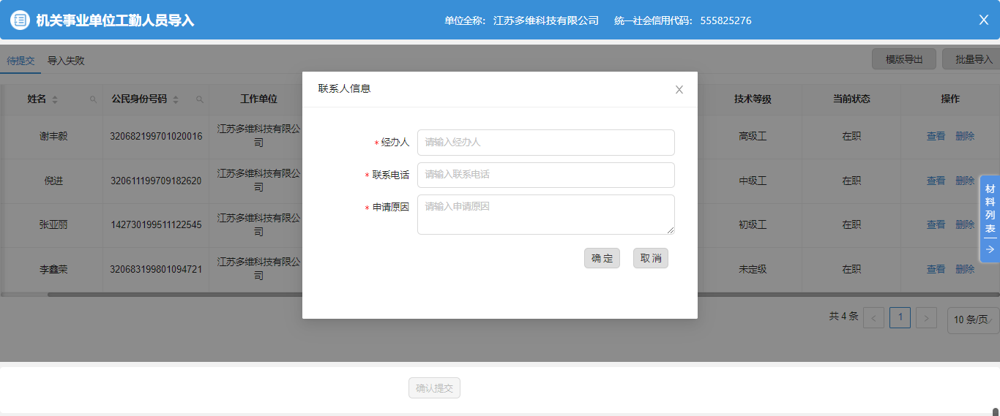 机关事业单位工勤人员导入
单位全称: 江苏多维科技有限公司 统一社会信用代码: 555825276
待提交 导入失败
模版导出 批量导入
联系人信息
姓名 公民身份号码 工作单位 技术等级 当前状态 操作
谢丰毅 320682199701020016 江苏多维科技有限公
司 高级工 在职 查看 删除
倪进 320611199709182620 江苏多维科技有限公
司 中级工 在职 查看 删除
张亚丽 142730199511122545 江苏多维科技有限公
司 初级工 在职 查看 删除
李鑫荣 320683199801094721 江苏多维科技有限公
司 未定级 在职 查看 删除
* 经办人 请输入经办人
* 联系电话 请输入联系电话
* 申请原因 请输入申请原因
确 定 取 消
材
料
列
表
共 4 条 < 1 > 10 条/页
确认提交